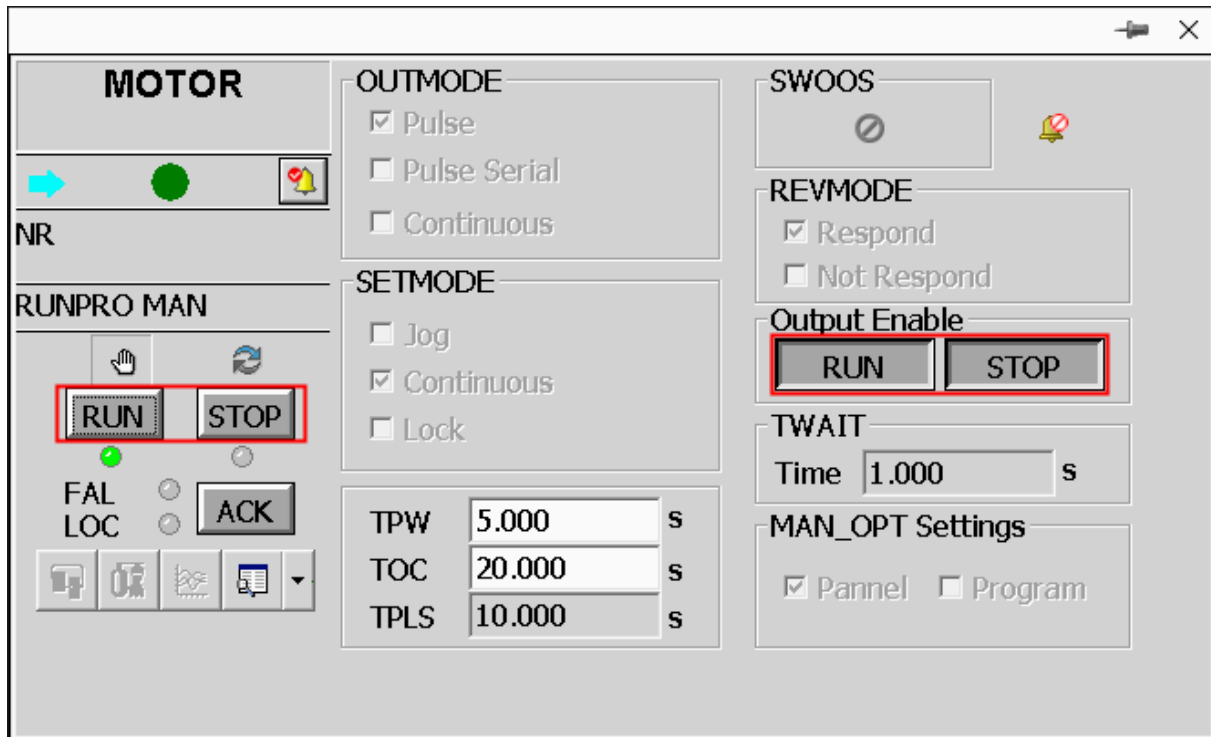 MOTOR
NR
RUNPRO MAN
RUN STOP
FAL
LOC
ACK
OUTMODE
Pulse
Pulse Serial
Continuous
SETMODE
Jog
Continuous
Lock
TPW 5.000 s
TOC 20.000 s
TPLS 10.000 s
SWOOS
REVMODE
Respond
Not Respond
Output Enable
RUN STOP
TWAIT
Time 1.000 s
MAN_OPT Settings
Pannel Program